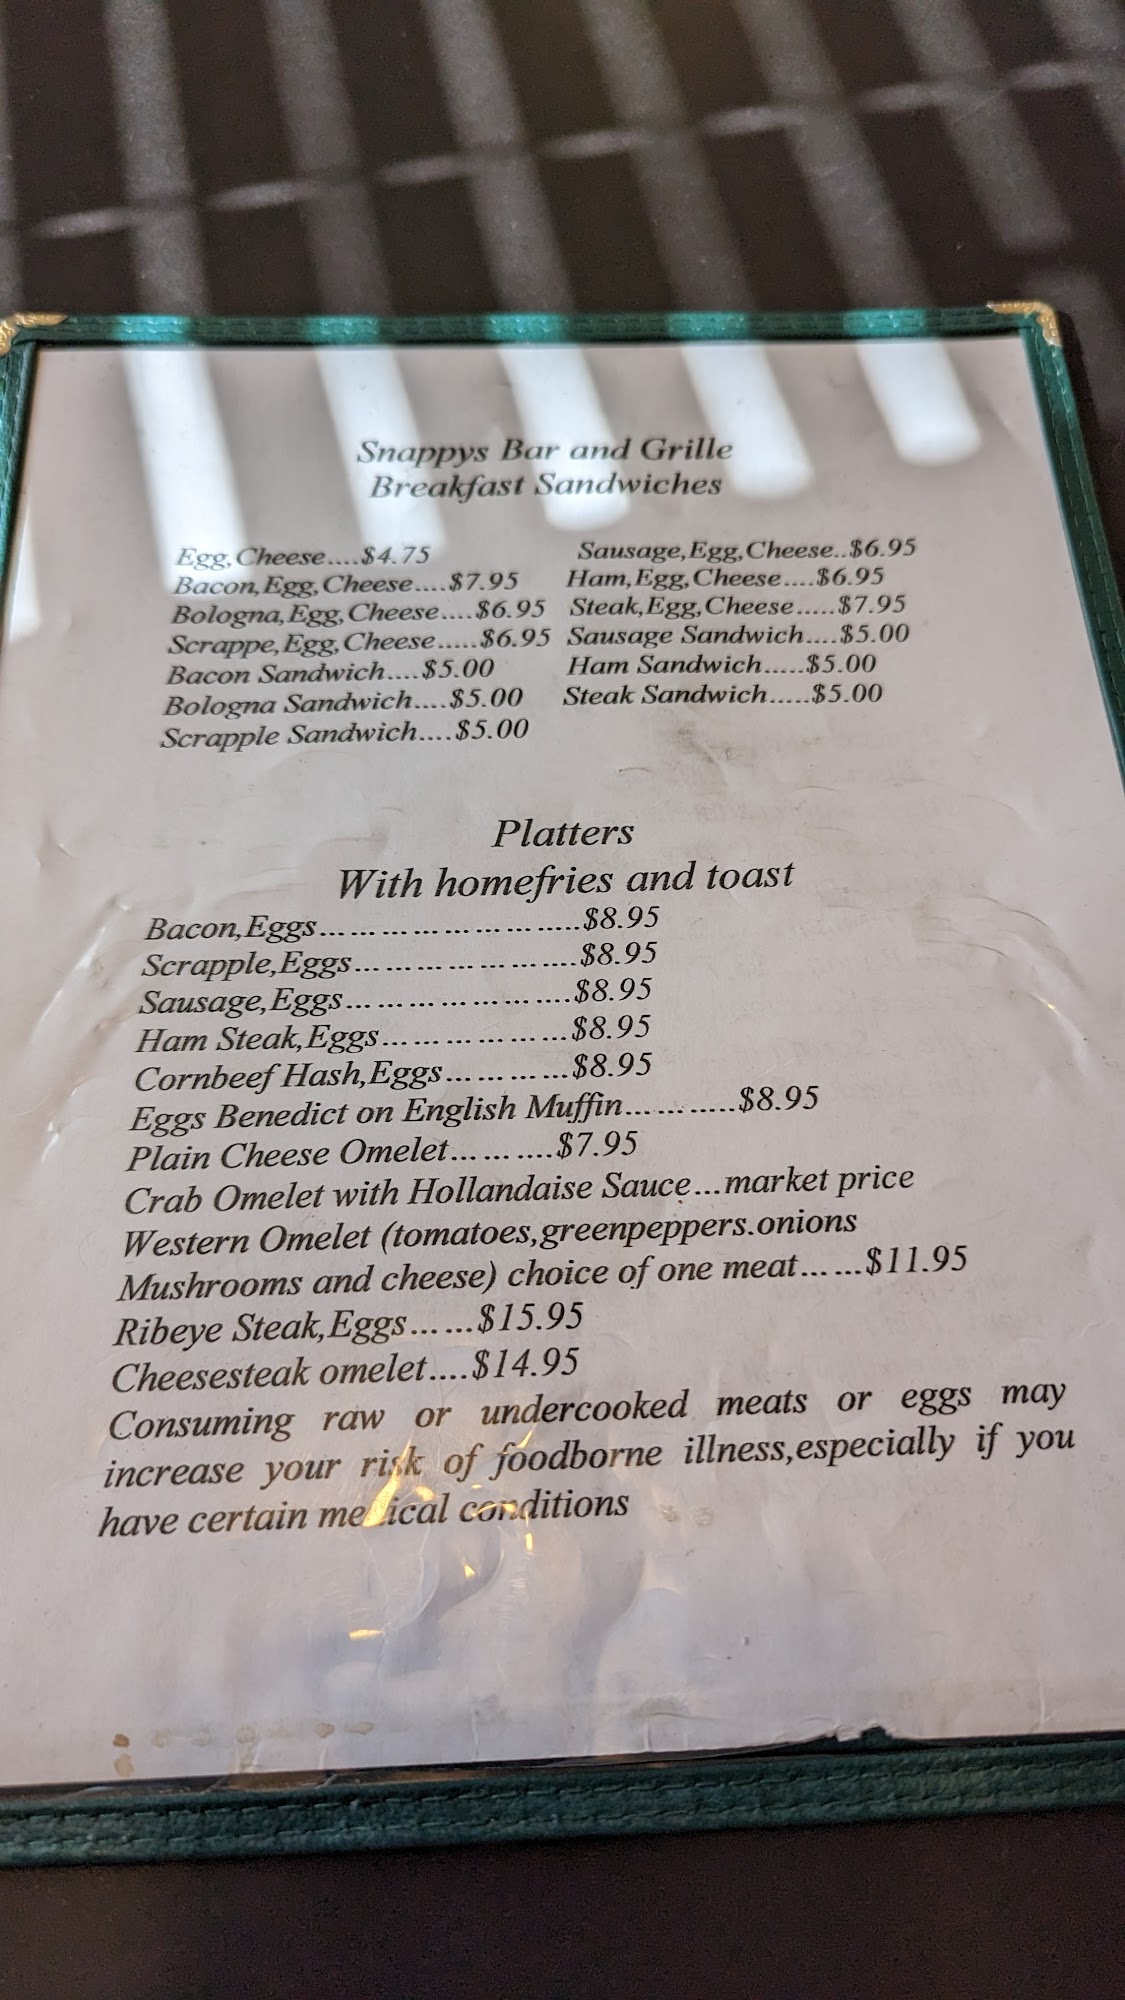 Snappys Bar and Grille
Breakfast Sandwiches
Egg,Cheese....$4.75
Bacon,Egg,Cheese....$7.95
Bologna,Egg,Cheese....$6.95
Scrappe,Egg,Cheese.....$6.95
Bacon Sandwich....$5.00
Bologna Sandwich....$5.00
Scrapple Sandwich....$5.00
Sausage,Egg,Cheese..$6.95
Ham,Egg,Cheese....$6.95
Steak,Egg,Cheese.....$7.95
Sausage Sandwich....$5.00
Ham Sandwich.....$5.00
Steak Sandwich.....$5.00
Platters
With homefries and toast
Bacon,Eggs... ... ... ... ... ... ... ... .....$8.95
Scrapple,Eggs... ... ... ... ... ... ....$8.95
Sausage,Eggs... ... ... ... ... ... ....$8.95
Ham Steak,Eggs... ... ... ... ... ...$8.95
Cornbeef Hash,Eggs... ... ... ...$8.95
Eggs Benedict on English Muffin... ... .....$8.95
Plain Cheese Omelet... ... ....$7.95
Crab Omelet with Hollandaise Sauce...market price
Western Omelet (tomatoes,greenpeppers.onions
Mushrooms and cheese) choice of one meat... ...$11.95
Ribeye Steak,Eggs... ...$15.95
Cheesesteak omelet....$14.95
Consuming raw or undercooked meats or eggs may
increase your risk of foodborne illness,especially if you
have certain medical conditions